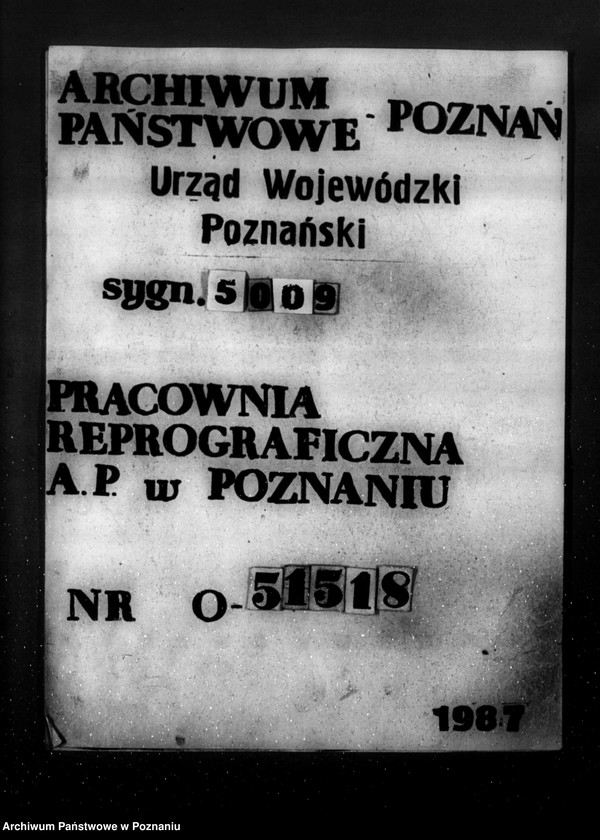 ARCHIWUM
PAŃSTWOWE - POZNAŃ
Urząd Wojewódzki
Poznański
sygn. 5009
PRACOWNIA
REPROGRAFICZNA
A.P. w POZNANIU
NR O-51518
1987
Archiwum Państwowe w Poznaniu